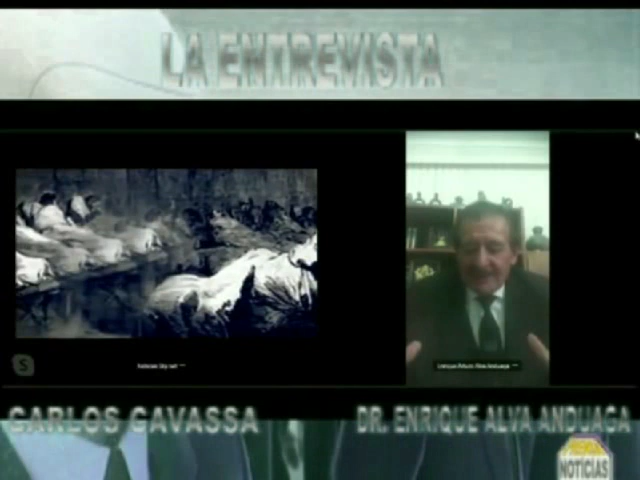 LA ENTREVISTA
S
CARLOS GAVASSA
DR. ENRIQUE ALVA ANDUAGA
NOTICIAS